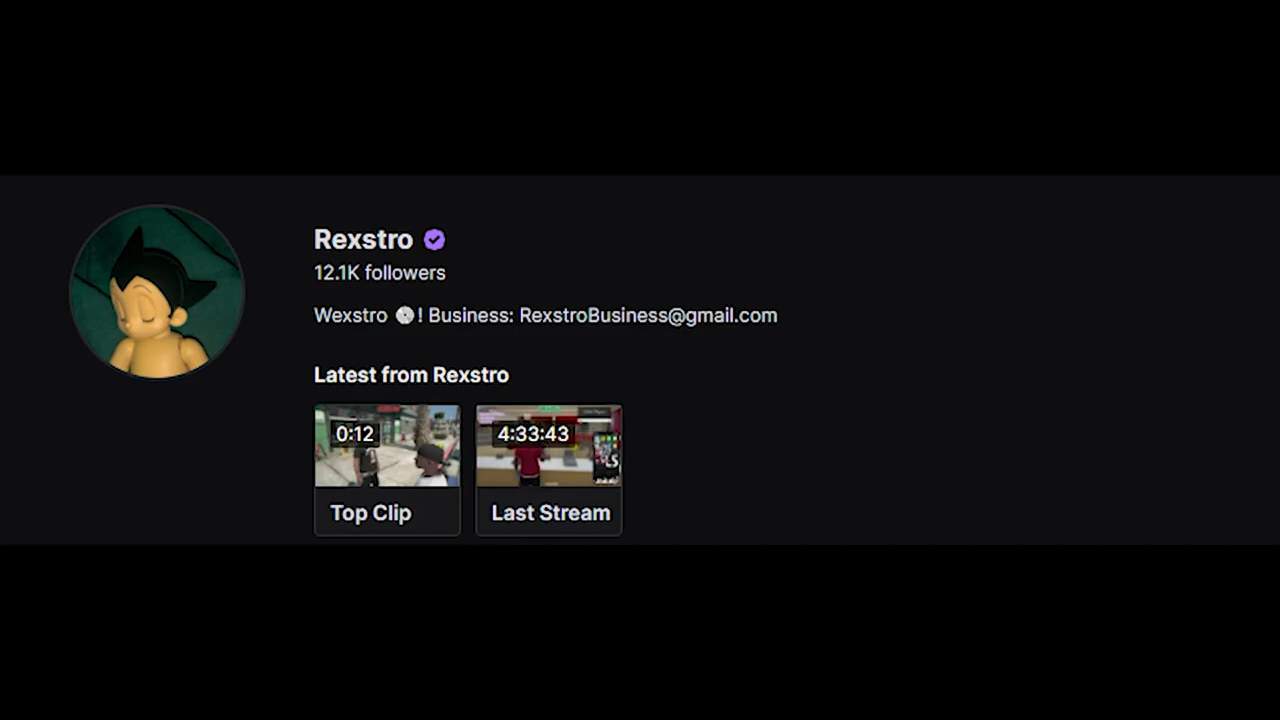 Rexstro
12.1K followers
Wexstro ! Business: RexstroBusiness@gmail.com
Latest from Rexstro
0:12
4:33:43
LS
Top Clip
Last Stream